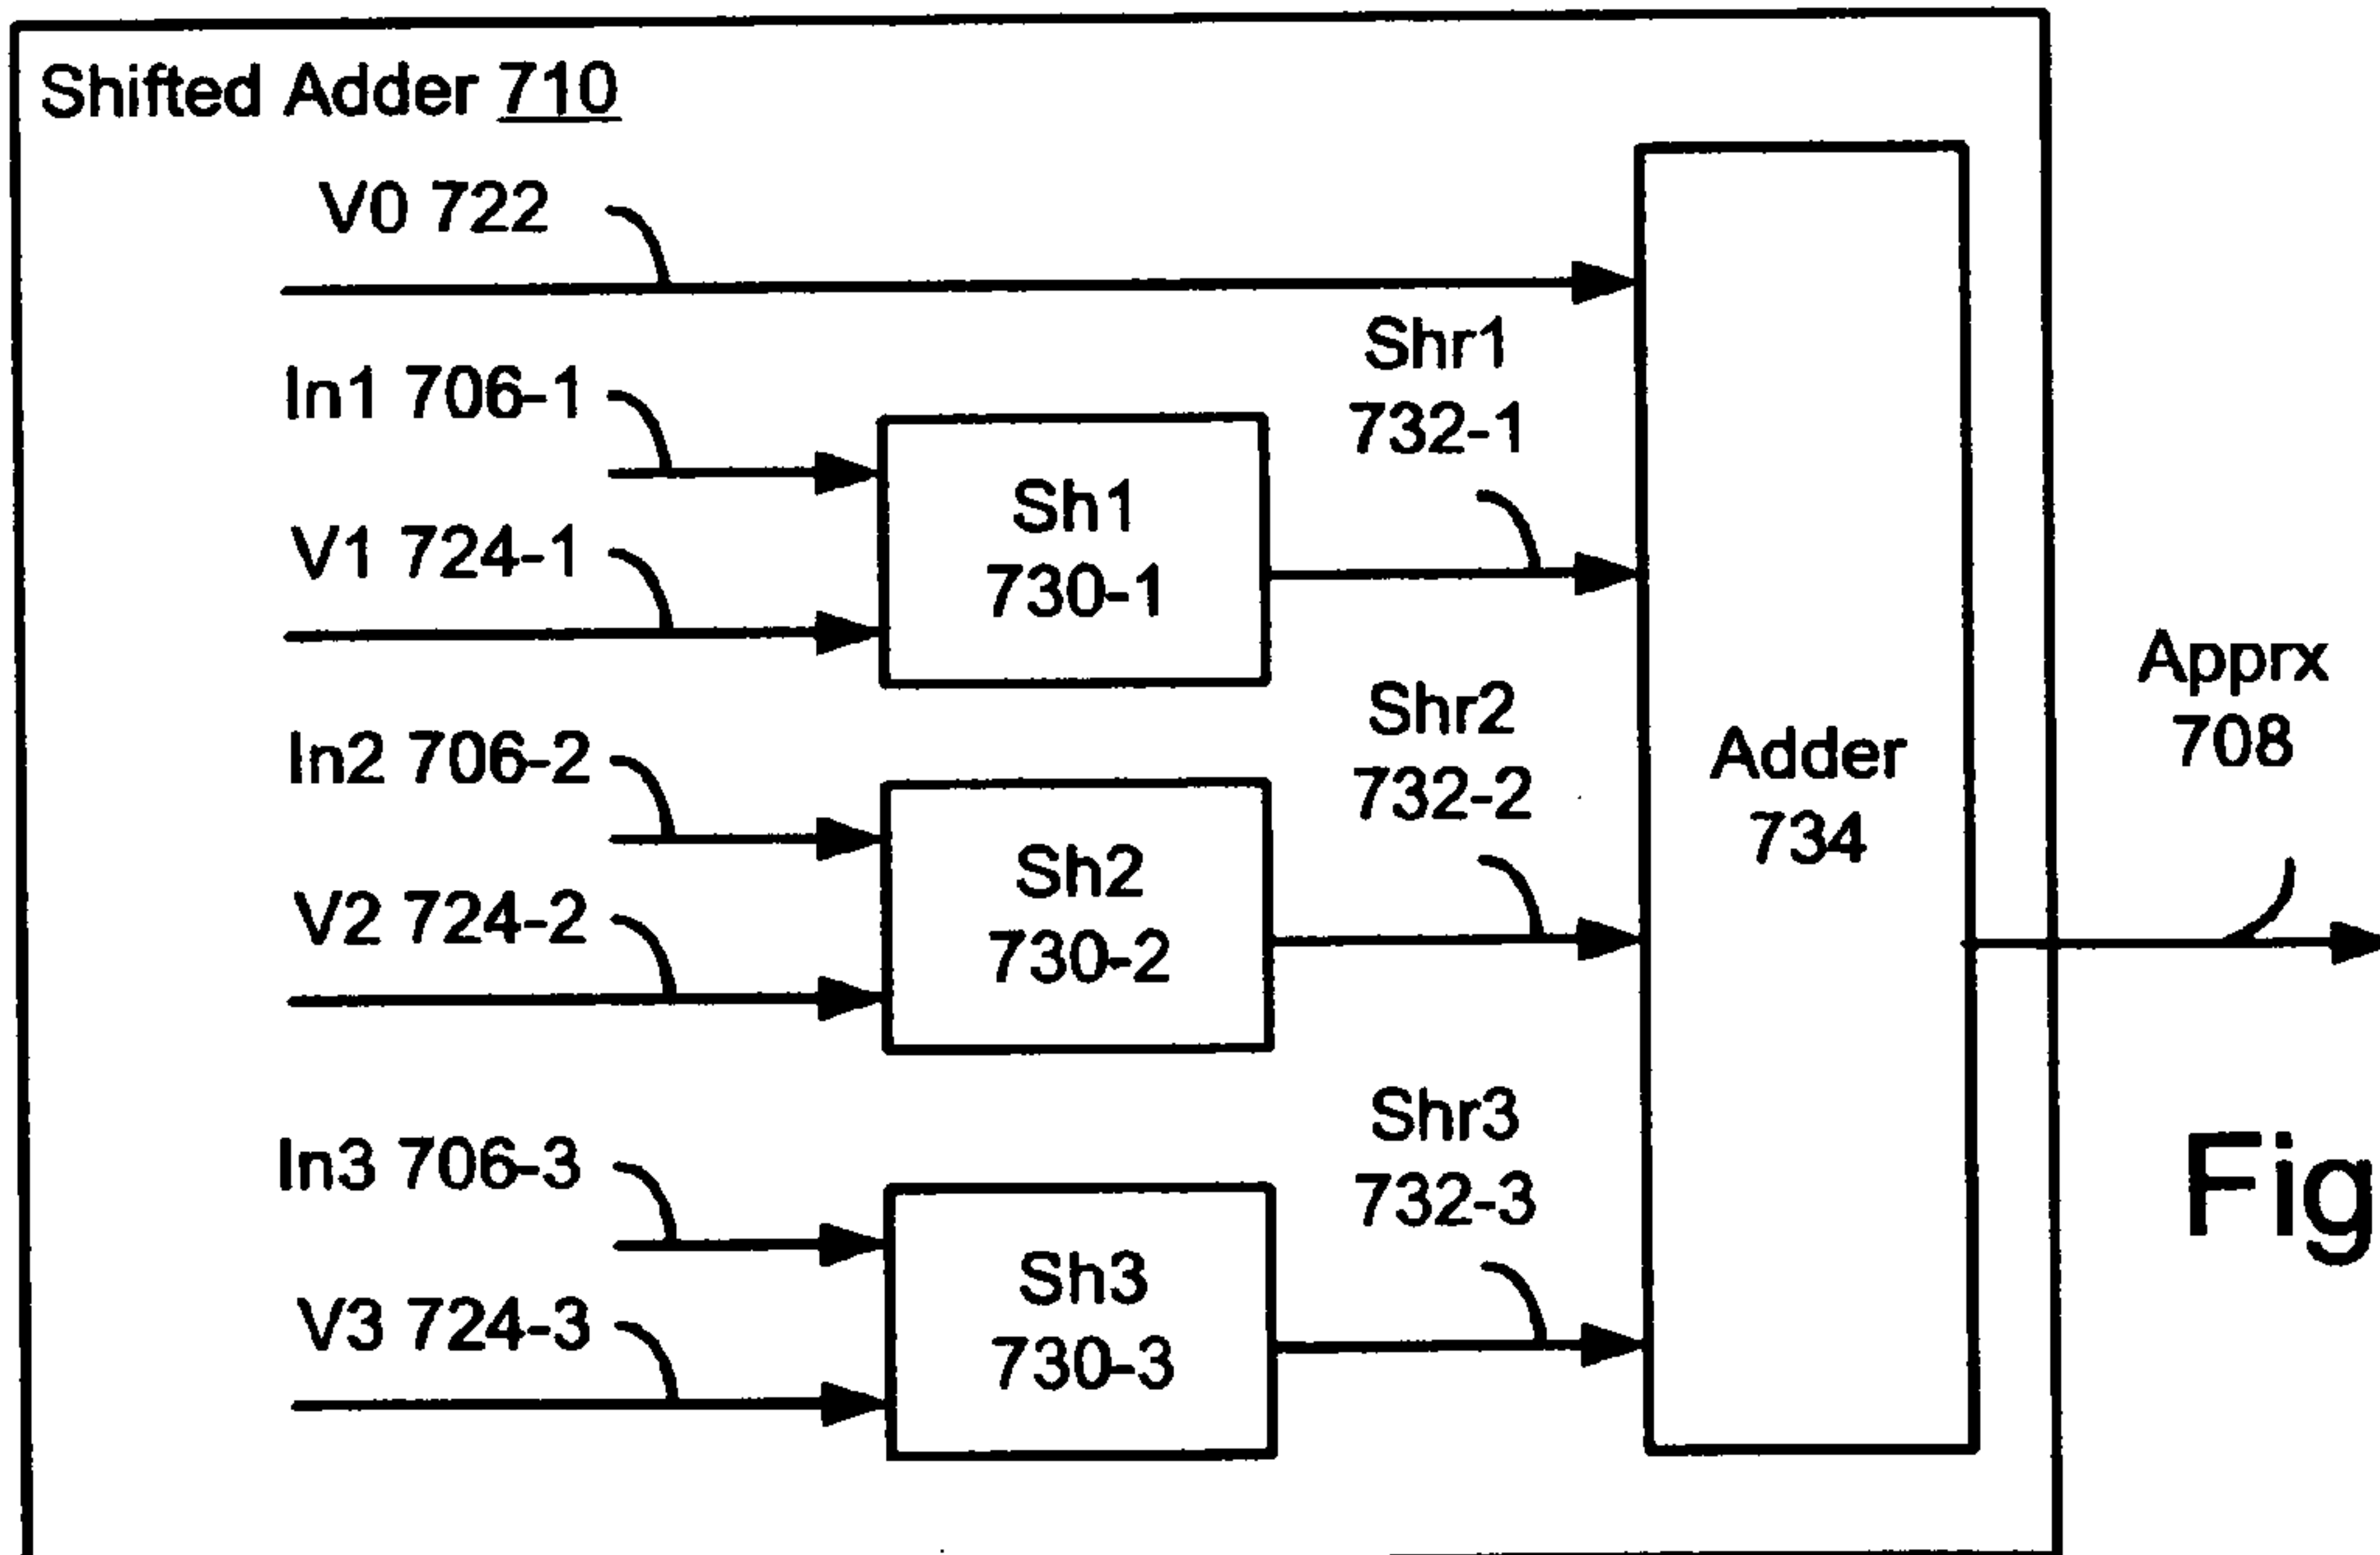 Shifted Adder 710
V0 722
In1 706-1
V1 724-1
Sh1
730-1
Shr1
732-1
In2 706-2
V2 724-2
Sh2
730-2
Shr2
732-2
In3 706-3
V3 724-3
Sh3
730-3
Shr3
732-3
Adder
734
Apprx
708
Fig